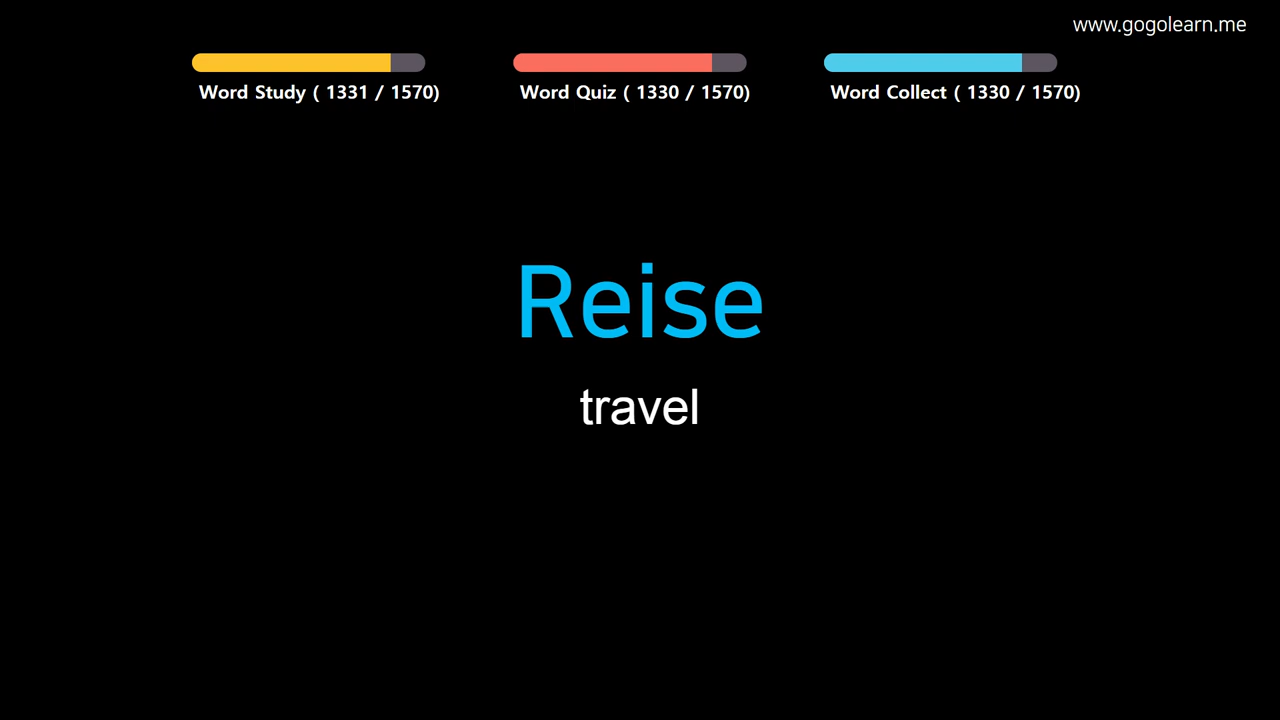 www.gogolearn.me
Word Study ( 1331 / 1570)
Word Quiz ( 1330 / 1570)
Word Collect ( 1330 / 1570)
Reise
travel